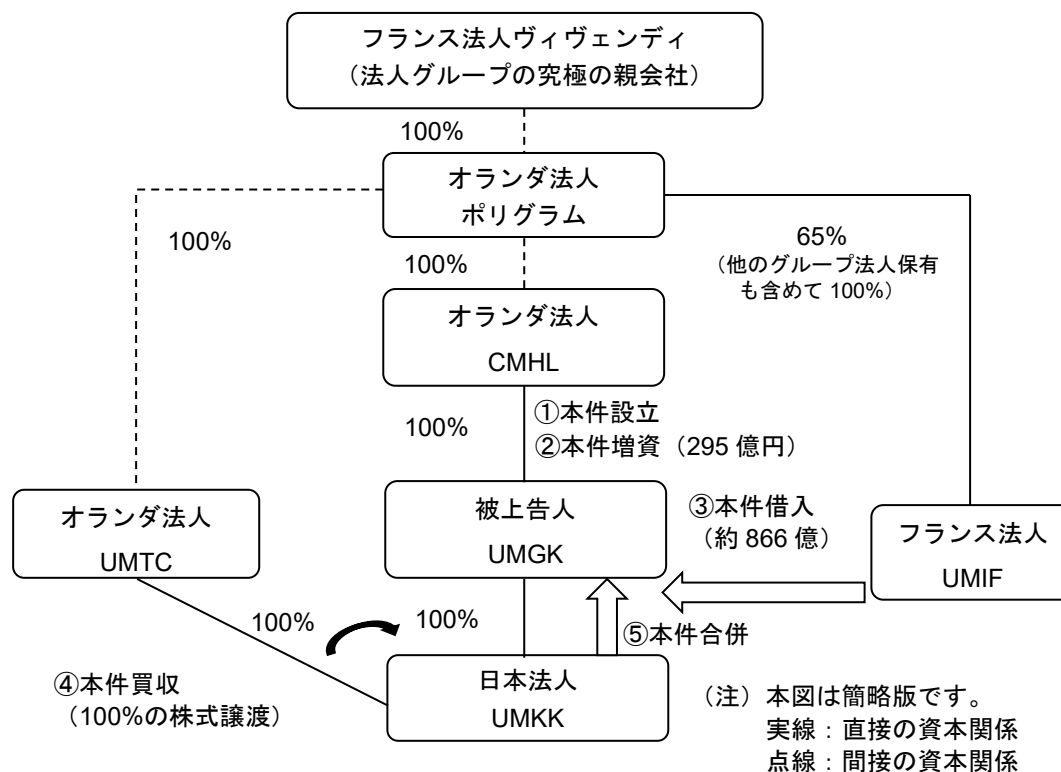 フランス法人ヴィヴェンディ
（法人グループの究極の親会社）
100%
オランダ法人
ポリグラム
100%
100%
65%
（他のグループ法人保有
も含めて 100%）
オランダ法人
CMHL
100%
①本件設立
②本件増資（295 億円）
オランダ法人
UMTC
被上告人
UMGK
③本件借入
（約 866 億）
フランス法人
UMIF
100%
100%
⑤本件合併
④本件買収
（100%の株式譲渡）
日本法人
UMKK
（注）本図は簡略版です。
実線：直接の資本関係
点線：間接の資本関係